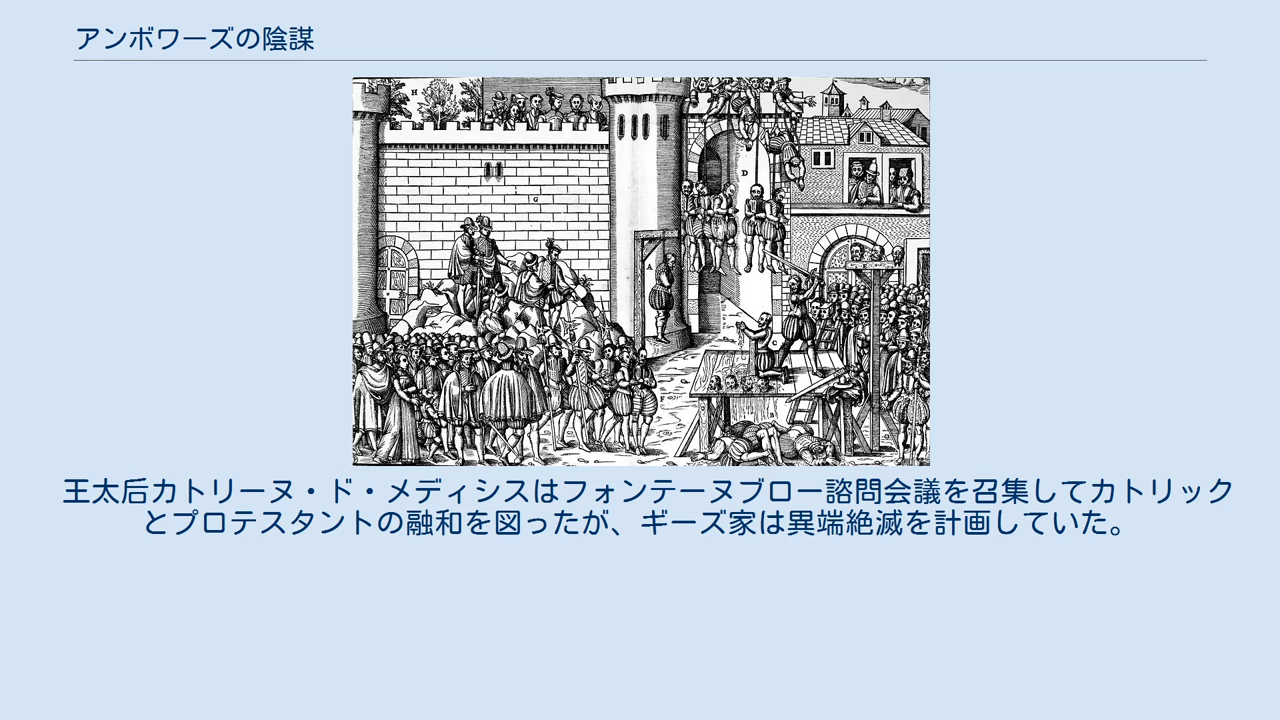 アンボワーズの陰謀
H
G
D
A
C
F
王太后カトリーヌ・ド・メディシスはフォンテーヌブロー諮問会議を召集してカトリック
とプロテスタントの融和を図ったが、ギーズ家は異端絶滅を計画していた。